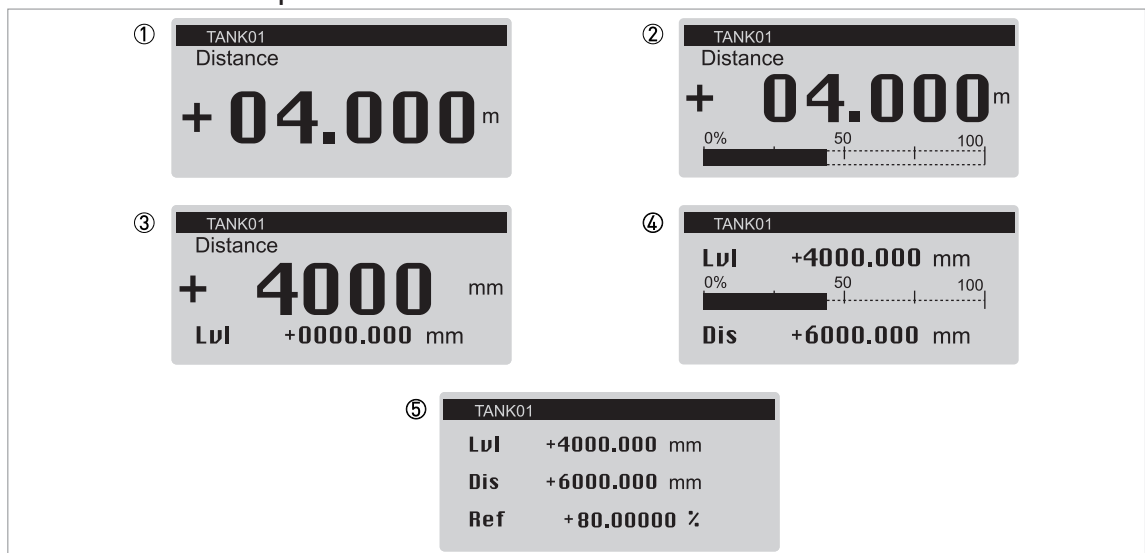 ①
TANK01
Distance
+ 04.000 m
②
TANK01
Distance
+ 04.000 m
0% 50 100
③
TANK01
Distance
+ 4000 mm
Lvl +0000.000 mm
④
TANK01
Lvl +4000.000 mm
0% 50 100
Dis +6000.000 mm
⑤
TANK01
Lvl +4000.000 mm
Dis +6000.000 mm
Ref +80.00000 %